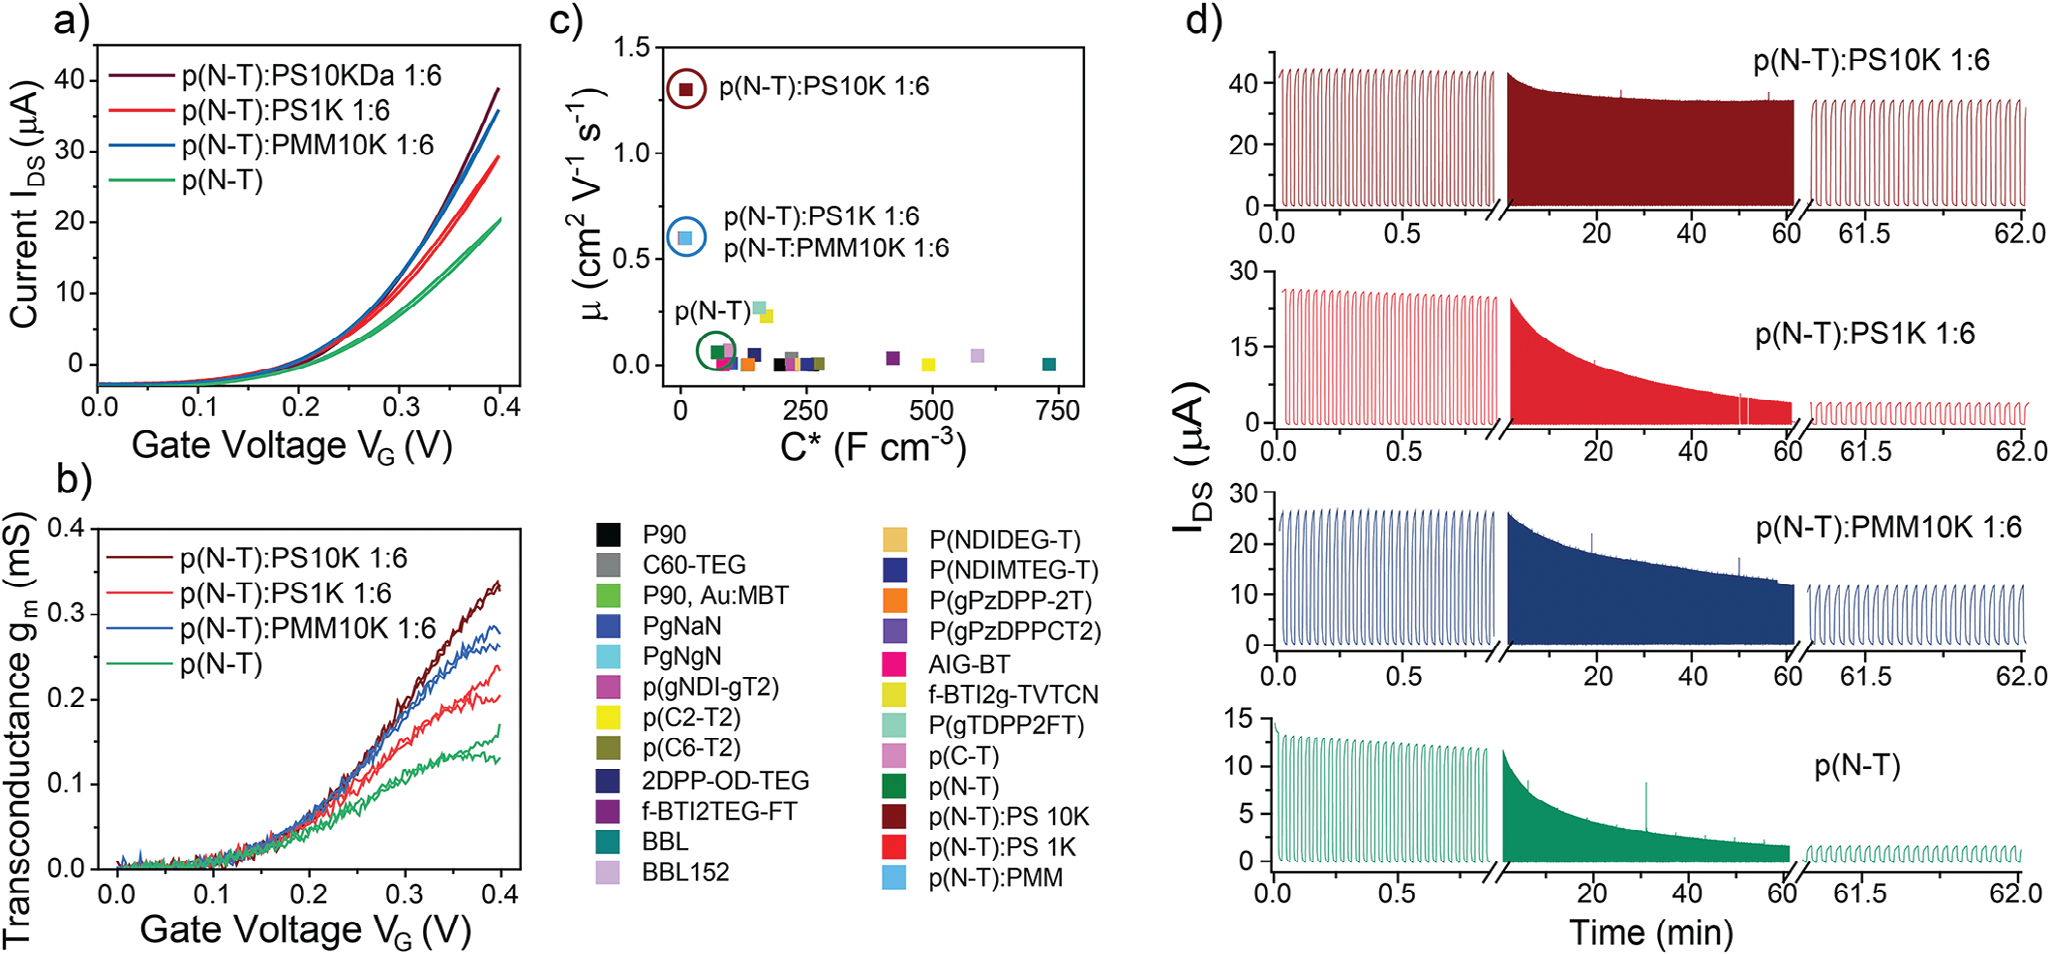 a)
Current I_DS (μA)
40
30
20
10
0
p(N-T):PS10KDa 1:6
p(N-T):PS1K 1:6
p(N-T):PMM10K 1:6
p(N-T)
0.0 0.1 0.2 0.3 0.4
Gate Voltage V_G (V)
b)
Transconductance g_m (mS)
0.4
0.3
0.2
0.1
0.0
p(N-T):PS10K 1:6
p(N-T):PS1K 1:6
p(N-T):PMM10K 1:6
p(N-T)
0.0 0.1 0.2 0.3 0.4
Gate Voltage V_G (V)
c)
μ (cm² V⁻¹ s⁻¹)
1.5
1.0
0.5
0.0
p(N-T):PS10K 1:6
p(N-T):PS1K 1:6
p(N-T:PMM10K 1:6
p(N-T)
0 250 500 750
C* (F cm⁻³)
P90
C60-TEG
P90, Au:MBT
PgNaN
PgNgN
p(gNDI-gT2)
p(C2-T2)
p(C6-T2)
2DPP-OD-TEG
f-BTI2TEG-FT
BBL
BBL152
P(NDIDEG-T)
P(NDIMTEG-T)
P(gPzDPP-2T)
P(gPzDPPCT2)
AIG-BT
f-BTI2g-TVTCN
P(gTDPP2FT)
p(C-T)
p(N-T)
p(N-T):PS 10K
p(N-T):PS 1K
p(N-T):PMM
d)
I_DS (μA)
p(N-T):PS10K 1:6
40
20
0
0.0 0.5 20 40 60 61.5 62.0
p(N-T):PS1K 1:6
30
15
0
0.0 0.5 20 40 60 61.5 62.0
p(N-T):PMM10K 1:6
30
20
10
0
0.0 0.5 20 40 60 61.5 62.0
p(N-T)
15
10
5
0
0.0 0.5 20 40 60 61.5 62.0
Time (min)